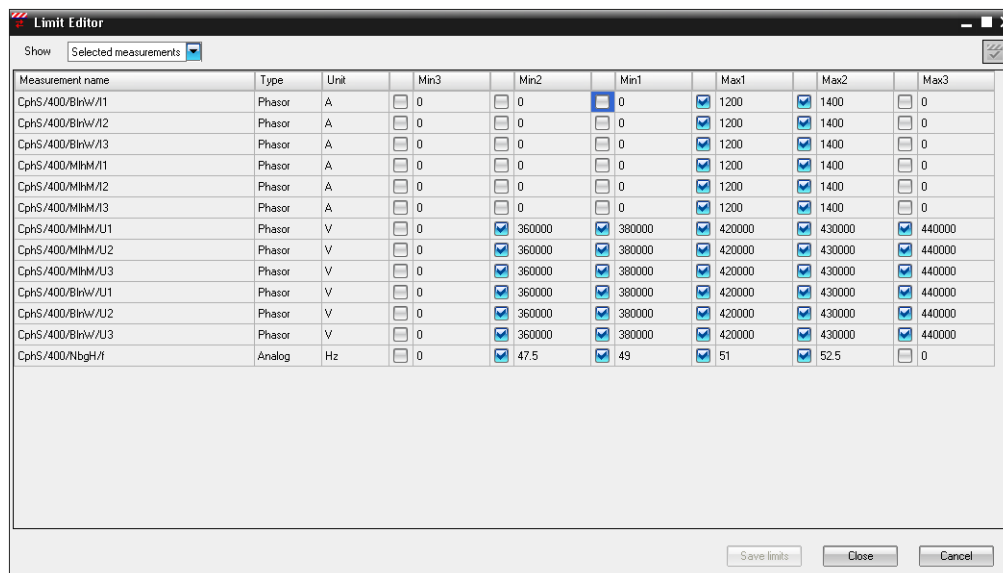 Limit Editor
Show Selected measurements
Measurement name Type Unit Min3 Min2 Min1 Max1 Max2 Max3
CphS/400/BlnW/I1 Phasor A 0 0 0 1200 1400 0
CphS/400/BlnW/I2 Phasor A 0 0 0 1200 1400 0
CphS/400/BlnW/I3 Phasor A 0 0 0 1200 1400 0
CphS/400/MlhM/I1 Phasor A 0 0 0 1200 1400 0
CphS/400/MlhM/I2 Phasor A 0 0 0 1200 1400 0
CphS/400/MlhM/I3 Phasor A 0 0 0 1200 1400 0
CphS/400/MlhM/U1 Phasor V 0 360000 380000 420000 430000 440000
CphS/400/MlhM/U2 Phasor V 0 360000 380000 420000 430000 440000
CphS/400/MlhM/U3 Phasor V 0 360000 380000 420000 430000 440000
CphS/400/BlnW/U1 Phasor V 0 360000 380000 420000 430000 440000
CphS/400/BlnW/U2 Phasor V 0 360000 380000 420000 430000 440000
CphS/400/BlnW/U3 Phasor V 0 360000 380000 420000 430000 440000
CphS/400/NbgH/f Analog Hz 0 47.5 49 51 52.5 0
Save limits Close Cancel